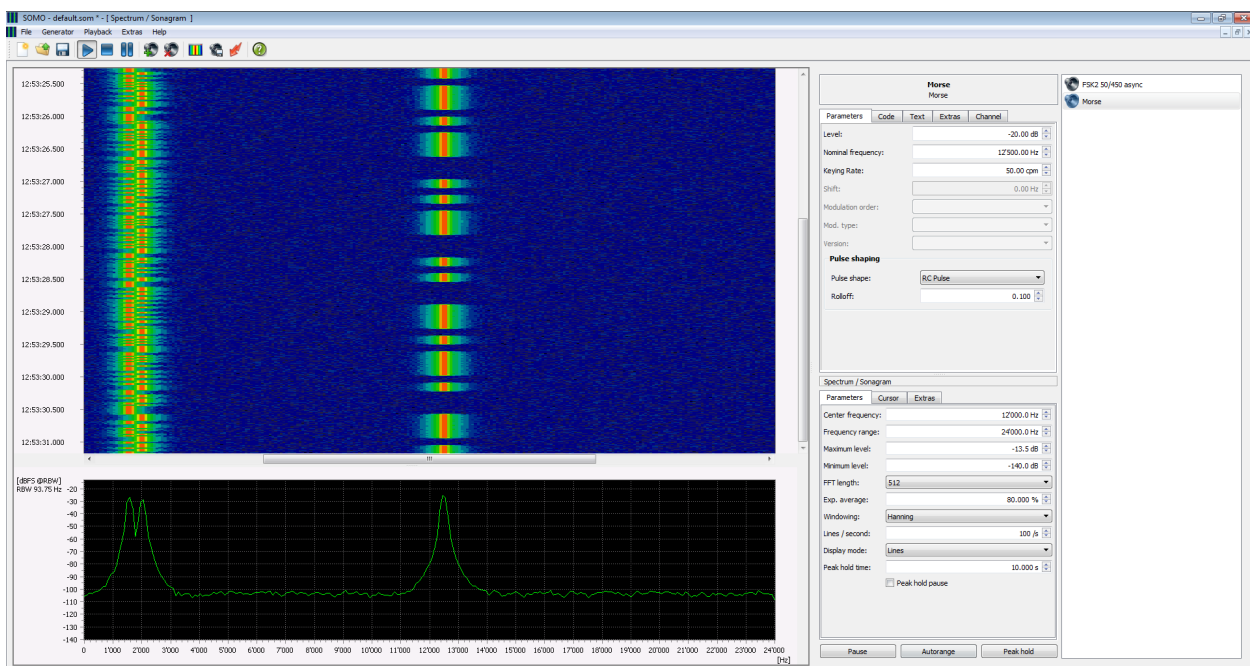 SOMO - default.som * - [ Spectrum / Sonagram ]
File Generator Playback Extras Help
12:53:25.500
12:53:26.000
12:53:26.500
12:53:27.000
12:53:27.500
12:53:28.000
12:53:28.500
12:53:29.000
12:53:29.500
12:53:30.000
12:53:30.500
12:53:31.000
[dBFS @RBW]
RBW 93.75 Hz
-20
-30
-40
-50
-60
-70
-80
-90
-100
-110
-120
-130
-140
0 1'000 2'000 3'000 4'000 5'000 6'000 7'000 8'000 9'000 10'000 11'000 12'000 13'000 14'000 15'000 16'000 17'000 18'000 19'000 20'000 21'000 22'000 23'000 24'000
[Hz]
Morse
Morse
Parameters Code Text Extras Channel
Level: -20.00 dB
Nominal frequency: 12'500.00 Hz
Keying Rate: 50.00 cpm
Shift: 0.00 Hz
Modulation order:
Mod. type:
Version:
Pulse shaping
Pulse shape: RC Pulse
Rolloff: 0.100
Spectrum / Sonagram
Parameters Cursor Extras
Center frequency: 12'000.0 Hz
Frequency range: 24'000.0 Hz
Maximum level: -13.5 dB
Minimum level: -140.0 dB
FFT length: 512
Exp. average: 80.000 %
Windowing: Hanning
Lines / second: 100 /s
Display mode: Lines
Peak hold time: 10.000 s
Peak hold pause
Pause Autorange Peak hold
FSK2 50/450 async
Morse